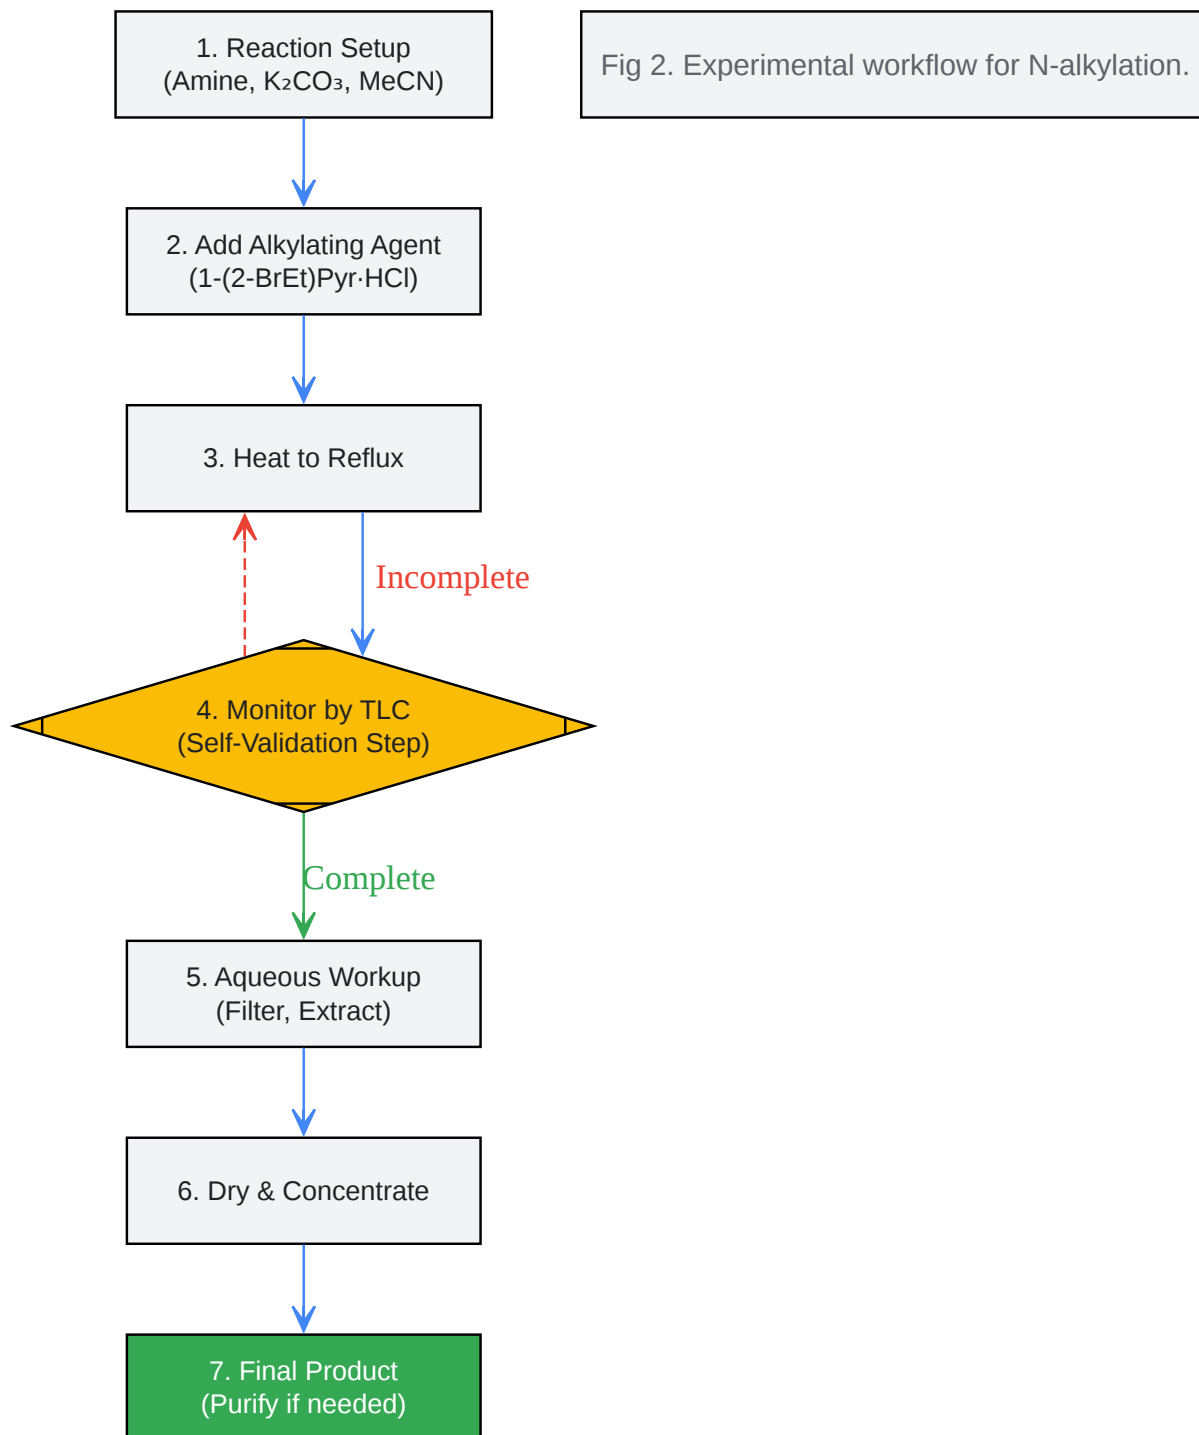 1. Reaction Setup
(Amine, K₂CO₃, MeCN)
Fig 2. Experimental workflow for N-alkylation.
2. Add Alkylating Agent
(1-(2-BrEt)Pyr·HCl)
3. Heat to Reflux
Incomplete
4. Monitor by TLC
(Self-Validation Step)
Complete
5. Aqueous Workup
(Filter, Extract)
6. Dry & Concentrate
7. Final Product
(Purify if needed)